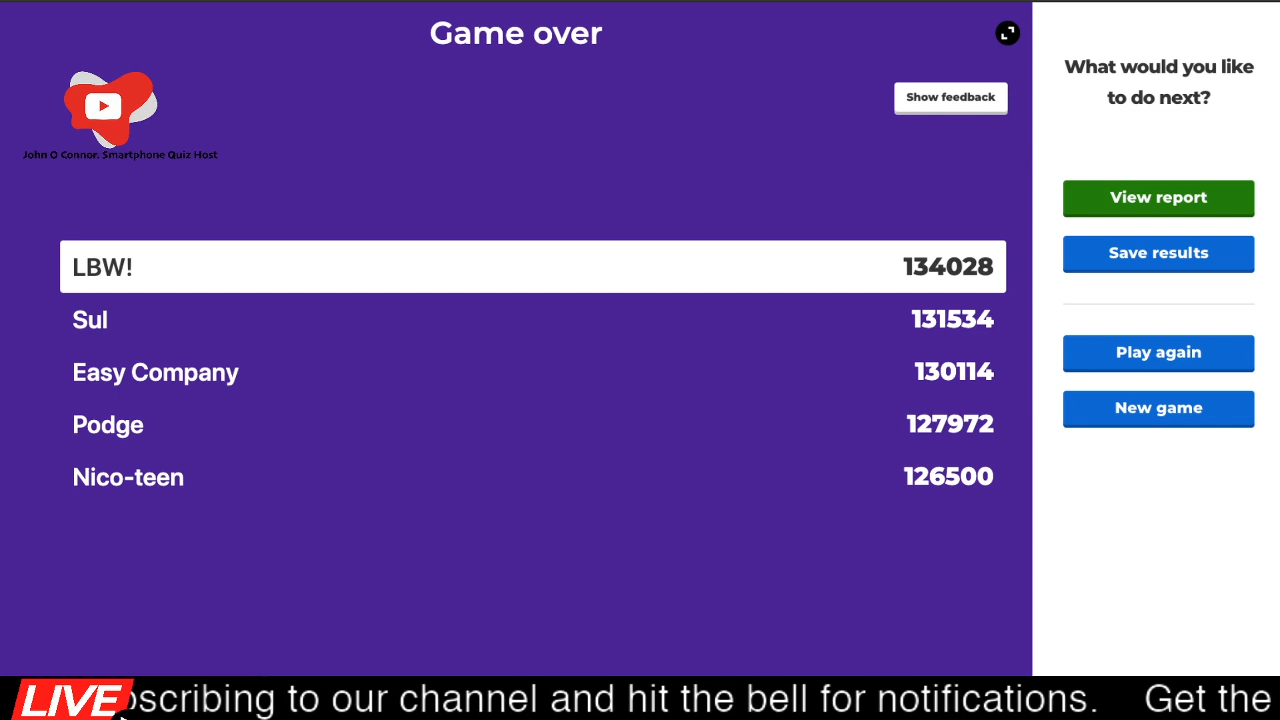 Game over
What would you like
to do next?
Show feedback
John O Connor. Smartphone Quiz Host
View report
LBW! 134028
Save results
Sul 131534
Play again
Easy Company 130114
New game
Podge 127972
Nico-teen 126500
LIVE
to our channel and hit the bell for notifications. Get the